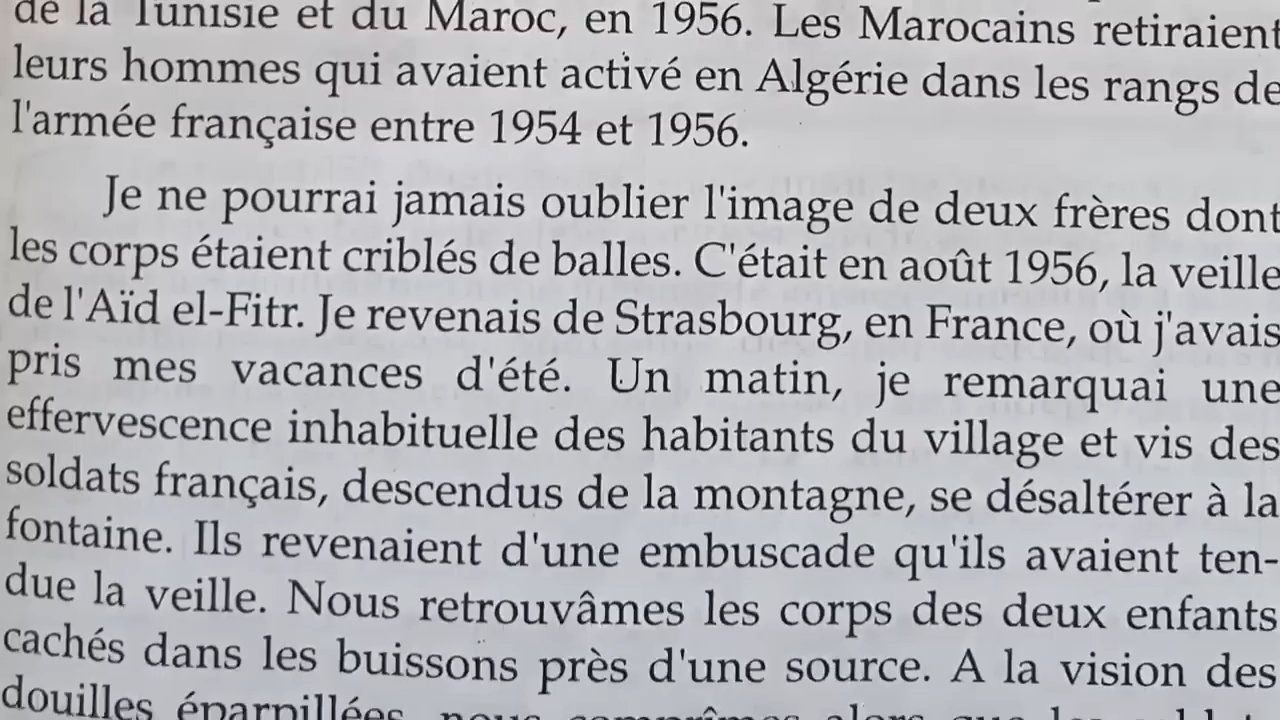 de la Tunisie et du Maroc, en 1956. Les Marocains retiraient
leurs hommes qui avaient activé en Algérie dans les rangs de
l'armée française entre 1954 et 1956.
Je ne pourrai jamais oublier l'image de deux frères dont
les corps étaient criblés de balles. C'était en août 1956, la veille
de l'Aïd el-Fitr. Je revenais de Strasbourg, en France, où j'avais
pris mes vacances d'été. Un matin, je remarquai une
effervescence inhabituelle des habitants du village et vis des
soldats français, descendus de la montagne, se désaltérer à la
fontaine. Ils revenaient d'une embuscade qu'ils avaient ten-
due la veille. Nous retrouvâmes les corps des deux enfants
cachés dans les buissons près d'une source. A la vision des
douilles éparpillées, nous comprîmes alors que les